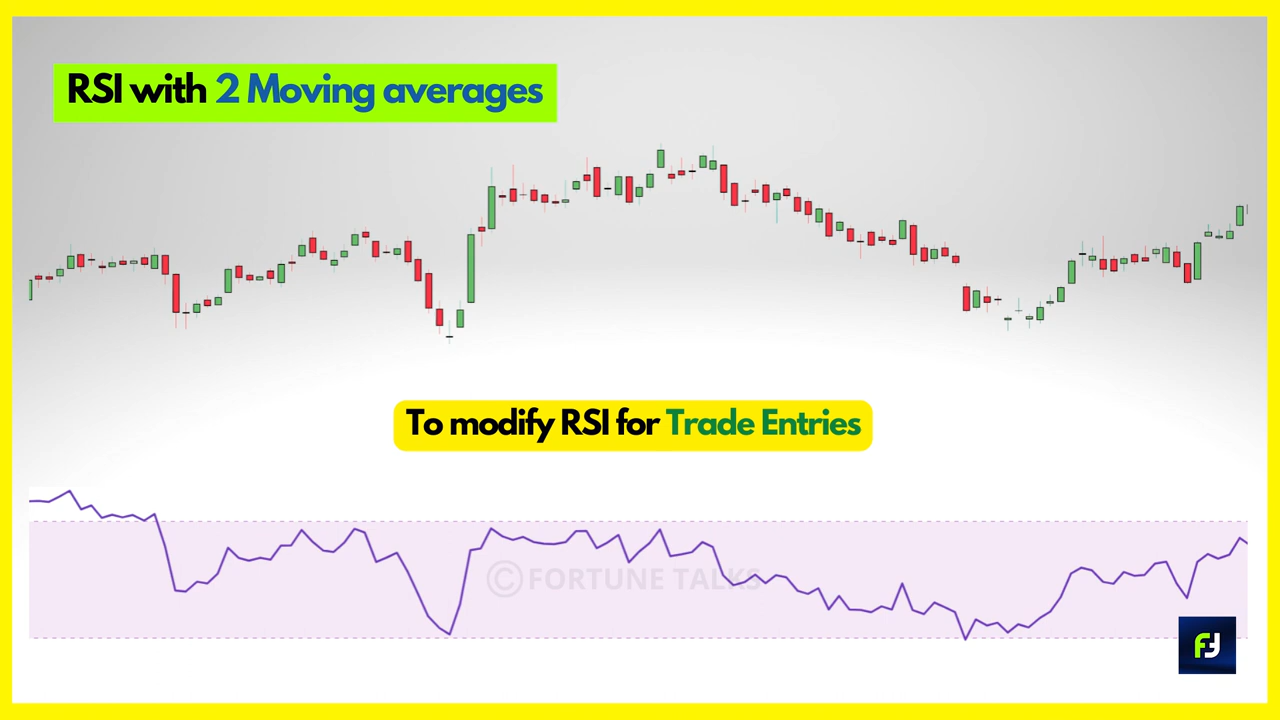 RSI with 2 Moving averages
To modify RSI for Trade Entries
© FORTUNE TALKS